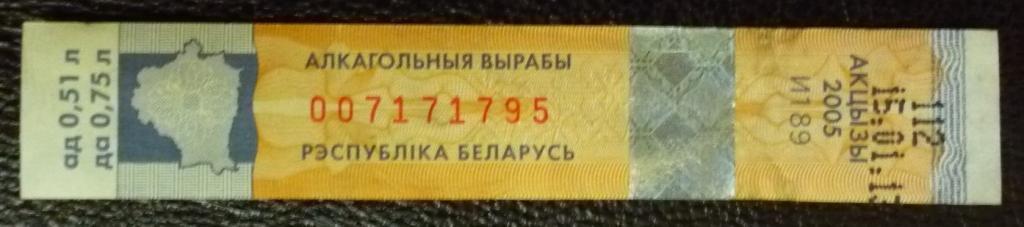 ад 0,51 л
да 0,75 л
АЛКАГОЛЬНЫЯ ВЫРАБЫ
007171795
РЭСПУБЛІКА БЕЛАРУСЬ
АКЦЫЗЫ
2005
И189
112
15:01:13